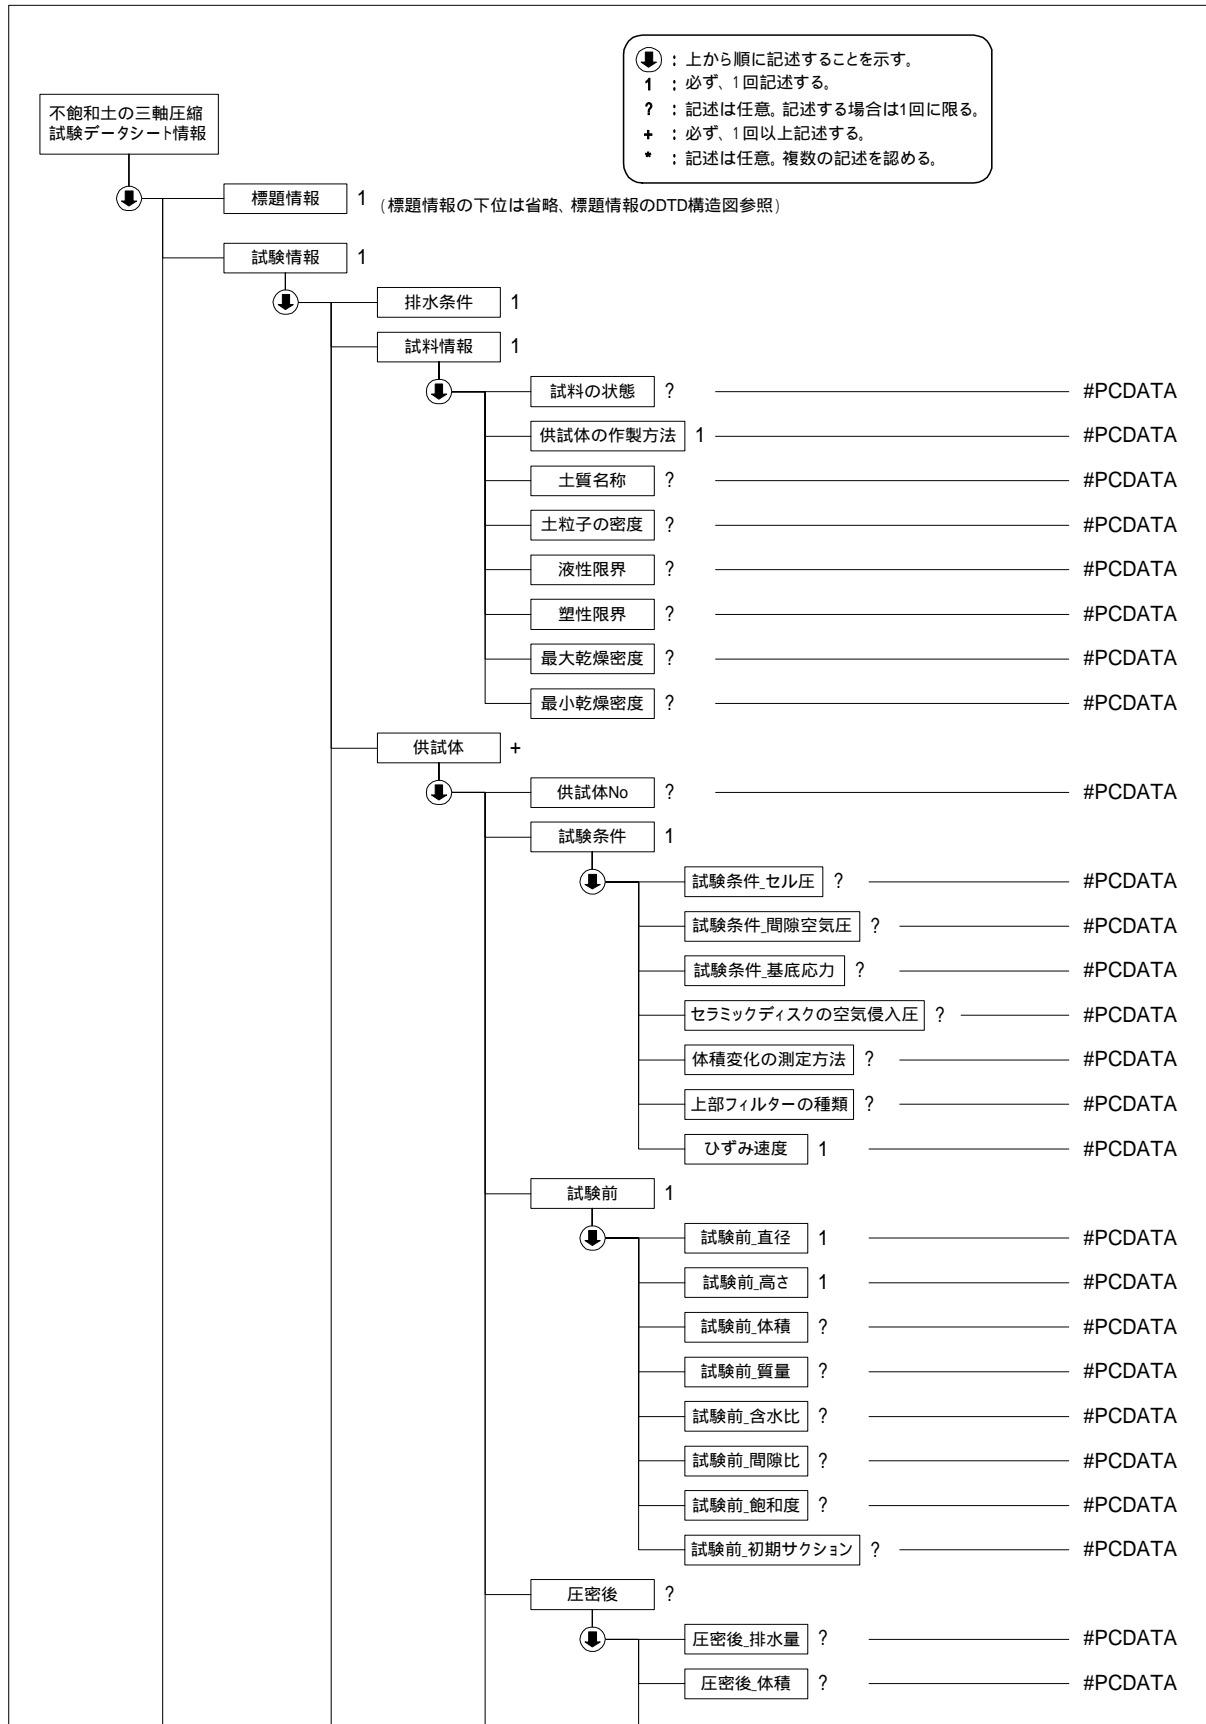 ⬇ : 上から順に記述することを示す。
1 : 必ず、1回記述する。
? : 記述は任意。記述する場合は1回に限る。
+ : 必ず、1回以上記述する。
* : 記述は任意。複数の記述を認める。
不飽和土の三軸圧縮
試験データシート情報
標題情報 1 (標題情報の下位は省略、標題情報のDTD構造図参照)
試験情報 1
排水条件 1
試料情報 1
試料の状態 ? #PCDATA
供試体の作製方法 1 #PCDATA
土質名称 ? #PCDATA
土粒子の密度 ? #PCDATA
液性限界 ? #PCDATA
塑性限界 ? #PCDATA
最大乾燥密度 ? #PCDATA
最小乾燥密度 ? #PCDATA
供試体 +
供試体No ? #PCDATA
試験条件 1
試験条件_セル圧 ? #PCDATA
試験条件_間隙空気圧 ? #PCDATA
試験条件_基底応力 ? #PCDATA
セラミックディスクの空気侵入圧 ? #PCDATA
体積変化の測定方法 ? #PCDATA
上部フィルターの種類 ? #PCDATA
ひずみ速度 1 #PCDATA
試験前 1
試験前_直径 1 #PCDATA
試験前_高さ 1 #PCDATA
試験前_体積 ? #PCDATA
試験前_質量 ? #PCDATA
試験前_含水比 ? #PCDATA
試験前_間隙比 ? #PCDATA
試験前_飽和度 ? #PCDATA
試験前_初期サクション ? #PCDATA
圧密後 ?
圧密後_排水量 ? #PCDATA
圧密後_体積 ? #PCDATA